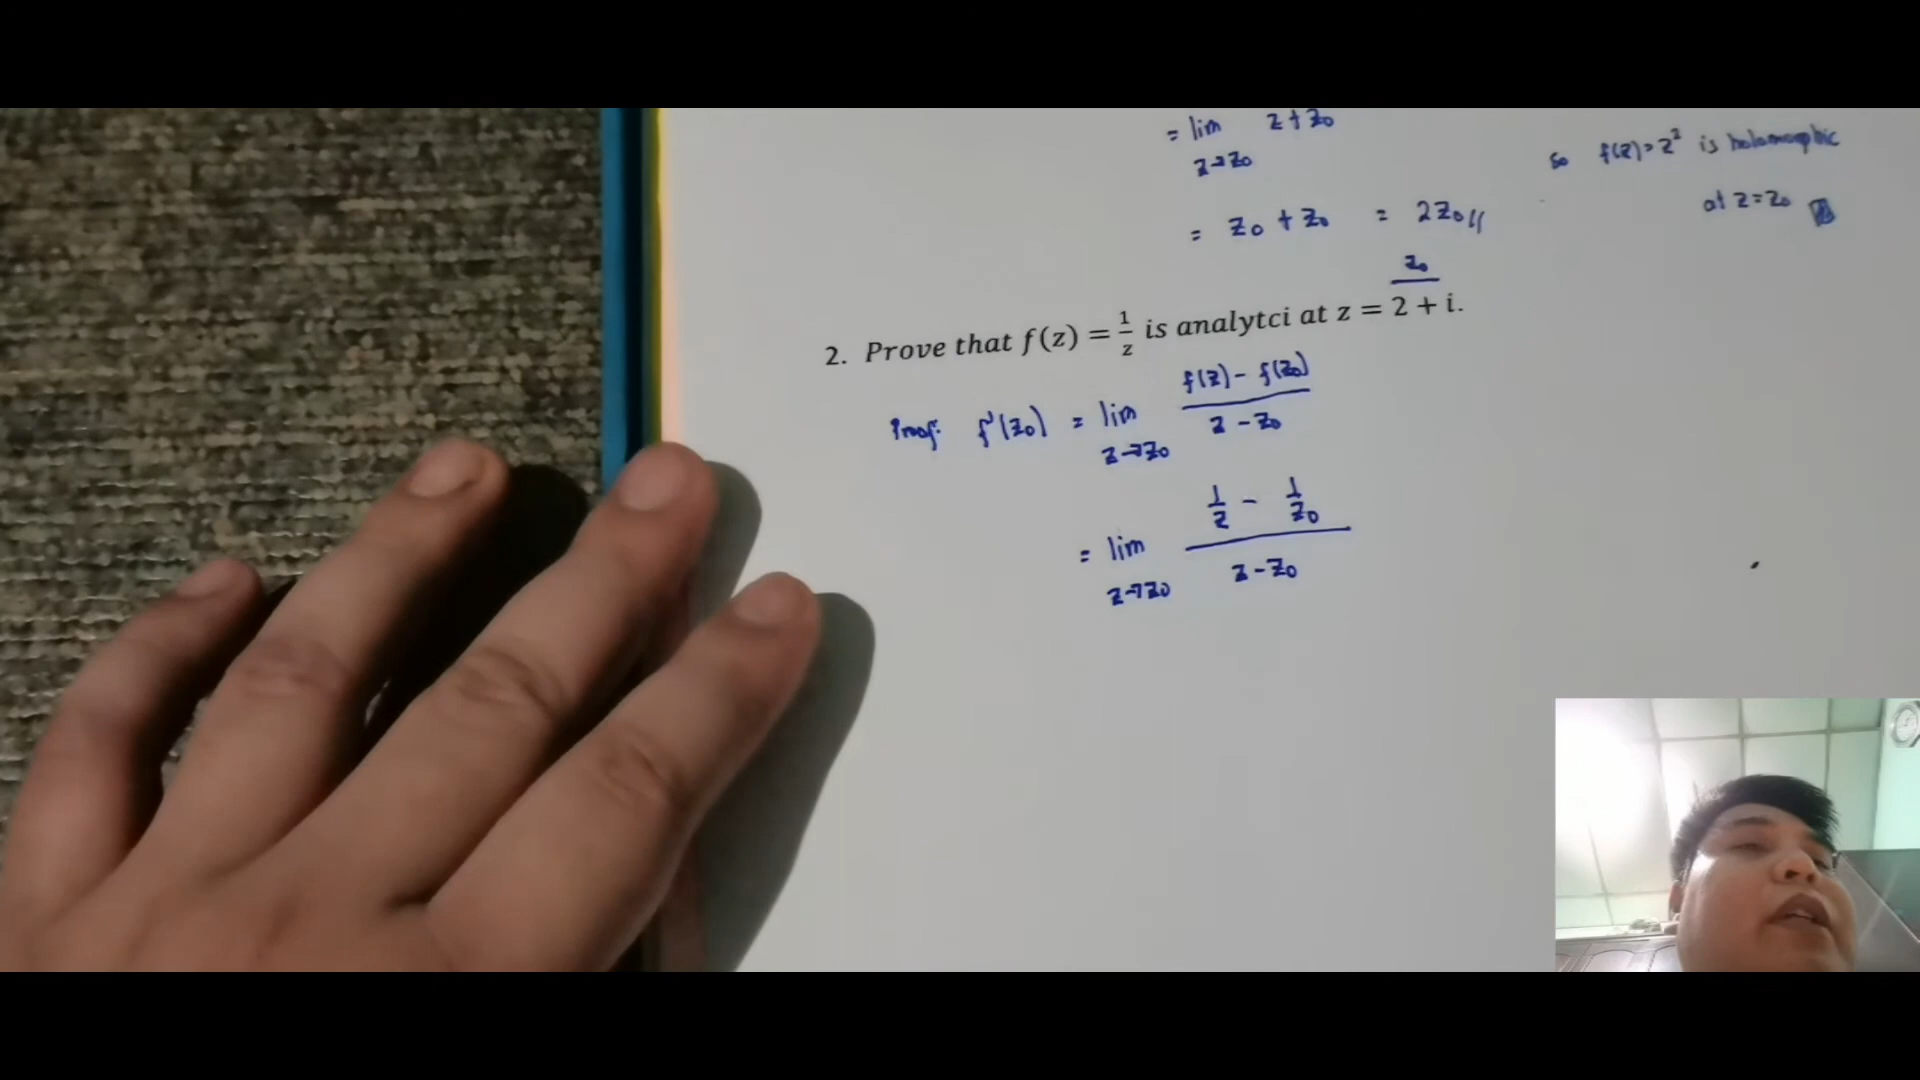 = lim z + z₀
z→z₀
so f(z) = z² is holomorphic
at z = z₀
= z₀ + z₀ = 2z₀ //
z₀
2. Prove that f(z) = 1/z is analytci at z = 2 + i.
Proof: f'(z₀) = lim f(z) - f(z₀)
z→z₀ z - z₀
= lim 1/z - 1/z₀
z→z₀ z - z₀